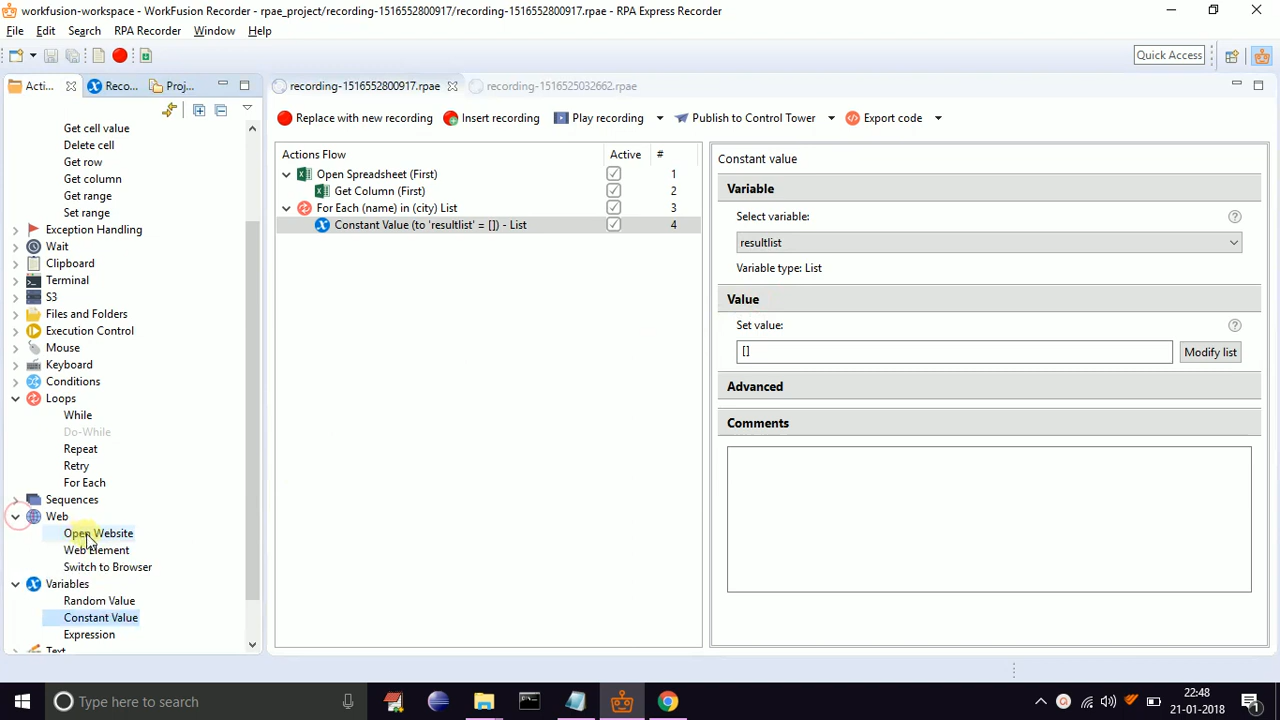 workfusion-workspace - WorkFusion Recorder - rpae_project/recording-1516552800917/recording-1516552800917.rpae - RPA Express Recorder
File Edit Search RPA Recorder Window Help
Quick Access
Acti... Reco... Proj...
recording-1516552800917.rpae recording-1516525032662.rpae
Replace with new recording Insert recording Play recording Publish to Control Tower Export code
Get cell value
Delete cell
Get row
Get column
Get range
Set range
Exception Handling
Wait
Clipboard
Terminal
S3
Files and Folders
Execution Control
Mouse
Keyboard
Conditions
Loops
While
Do-While
Repeat
Retry
For Each
Sequences
Web
Open Website
Web Element
Switch to Browser
Variables
Random Value
Constant Value
Expression
Text
Actions Flow Active #
Open Spreadsheet (First) 1
Get Column (First) 2
For Each (name) in (city) List 3
Constant Value (to 'resultlist' = []) - List 4
Constant value
Variable
Select variable:
resultlist
Variable type: List
Value
Set value:
[] Modify list
Advanced
Comments
Type here to search
22:48
21-01-2018
1